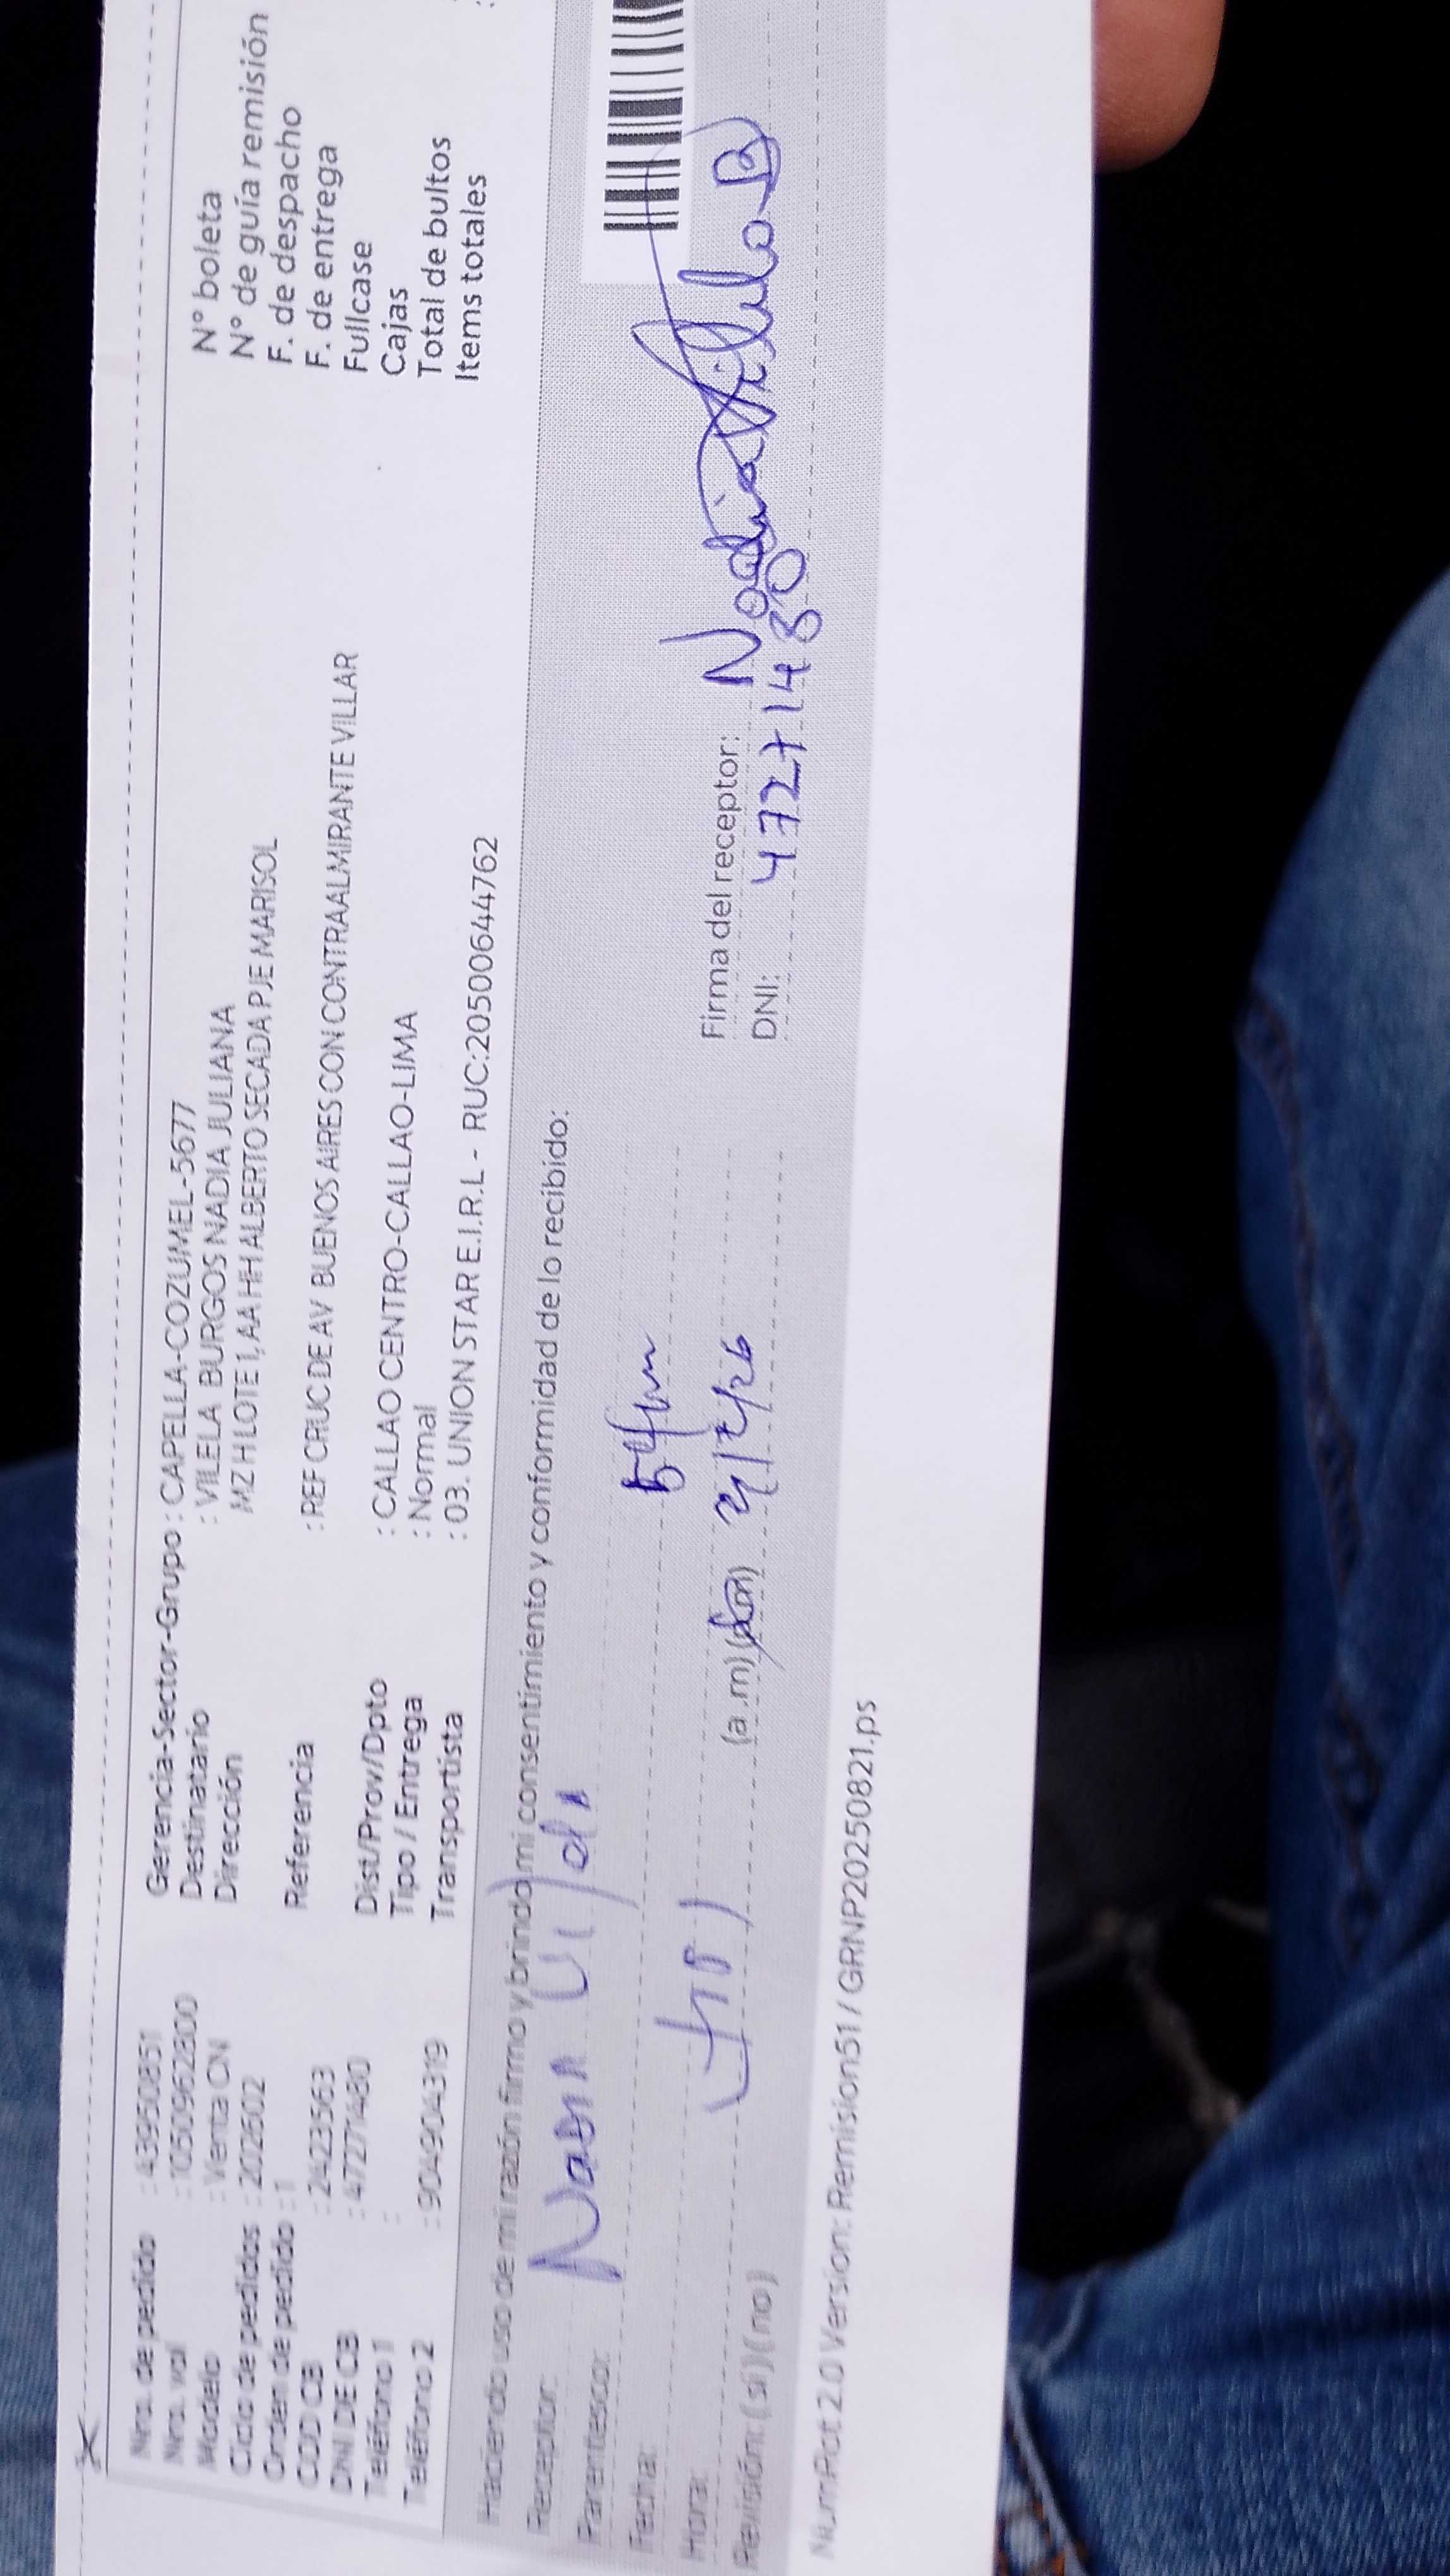 Nro. de pedido : 439505851
Nro. wal : 1050962800
Modelo : Venta CN
Ciclo de pedidos : 202602
Orden de pedido : 1
COD CB : 2423563
DNI DE CB : 47271480
Teléfono 1 :
Teléfono 2 : 904904319
Gerencia-Sector-Grupo : CAPELLA-COZUMEL-5677
Destinatario : VILELA BURGOS NADIA JULIANA
Dirección MZ H LOTE 1, AA HH ALBERTO SECADA PJE MARISOL
Referencia : REF CRUC DE AV BUENOS AIRES CON CONTRAALMIRANTE VILLAR
Dist/Prov/Dpto : CALLAO CENTRO-CALLAO-LIMA
Tipo / Entrega : Normal
Transportista : 03. UNION STAR E.I.R.L - RUC:20500644762
N° boleta
N° de guía remisión
F. de despacho
F. de entrega
Fullcase
Cajas
Total de bultos :
Items totales
Haciendo uso de mi razón firmo y brindo mi consentimiento y conformidad de lo recibido:
Receptor:
Parentesco:
Fecha:
Hora: (a.m)
Revisión: (si) (no)
Firma del receptor: Nadia Vilela B
DNI: 47271480
NumPat 2.0 Version: Remision51 / GRNP20250821.ps